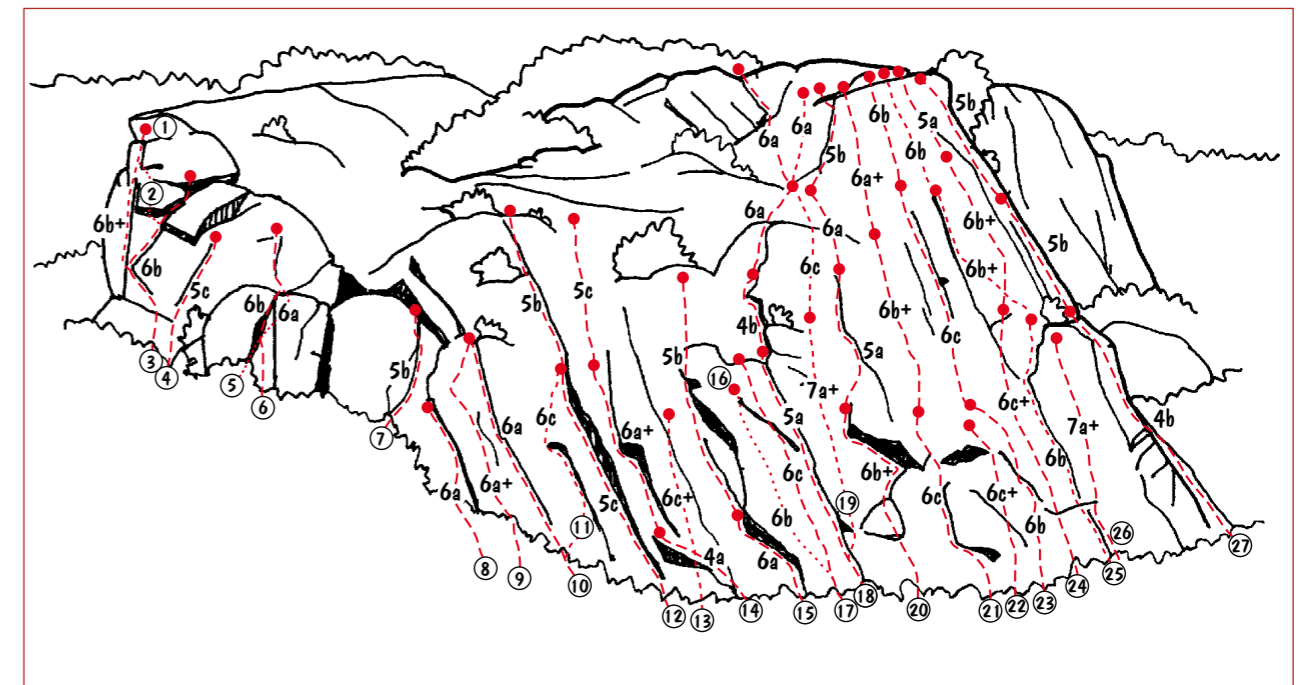 ①
②
6b+
6b
5c
6b
6a
③
④
⑤
⑥
5b
⑦
6a
6a+
6a
⑧
⑨
⑩
5b
5c
6c
6a+
5c
6c+
⑪
4a
⑫
⑬
⑭
5b
6a
⑮
⑯
6b
6c
5a
⑰
⑱
6a
6a
5b
6a
4b
6c
6a
7a+
5a
⑲
6b+
⑳
6b
6a+
6b+
6c
6c
6b
5a
6b+
6b+
6c+
6b
6c+
6b
7a+
㉑
㉒
㉓
㉔
㉕
㉖
5b
5b
4b
㉗